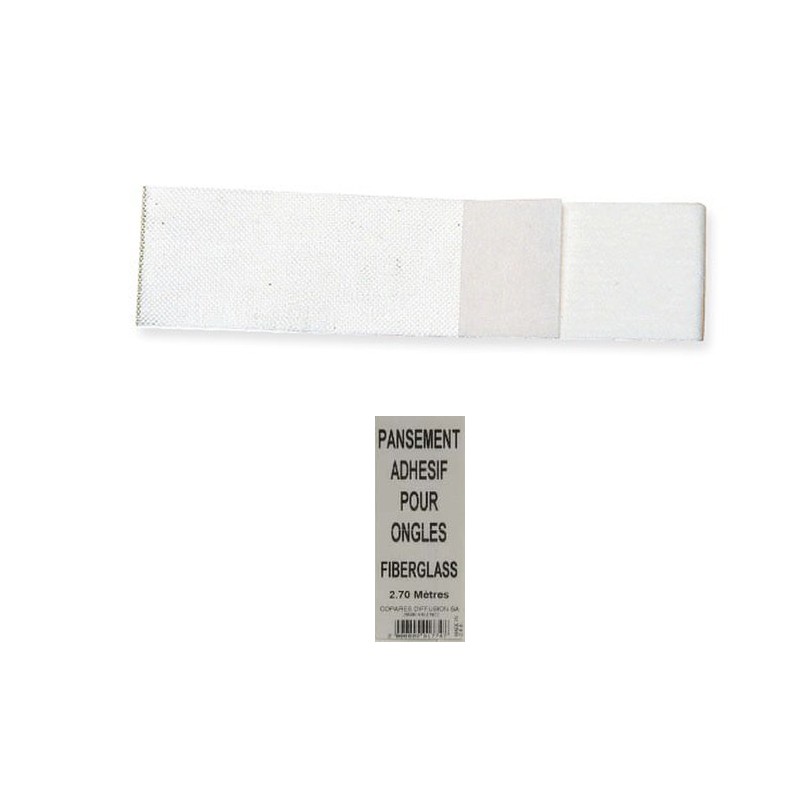 PANSEMENT
ADHESIF
POUR
ONGLES
FIBERGLASS
2.70 Mètres
COPARES DIFFUSION SA